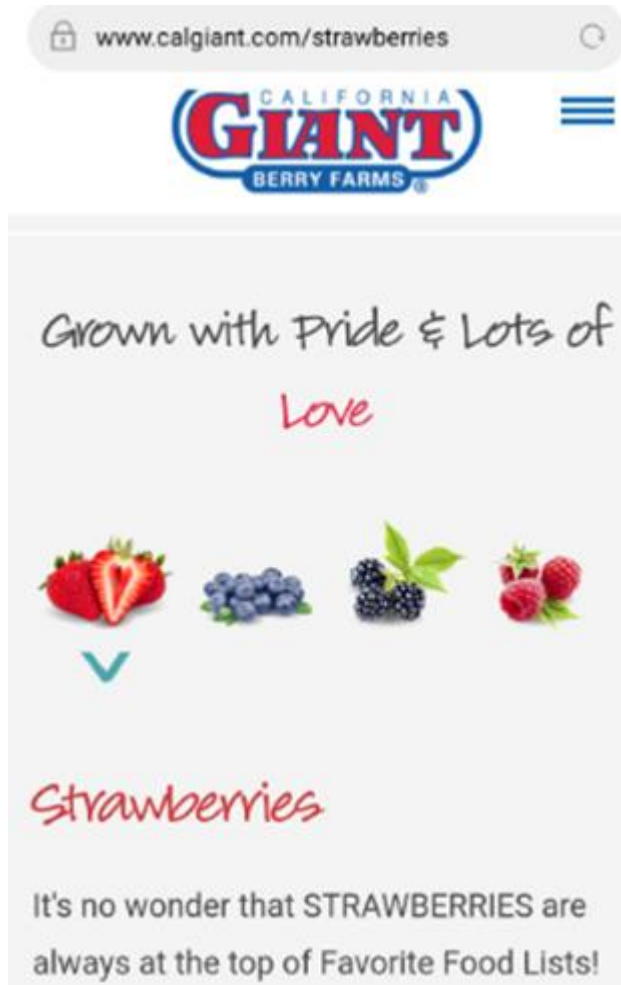 www.calgiant.com/strawberries
CALIFORNIA
GIANT
BERRY FARMS®
Grown with Pride & Lots of
Love
Strawberries
It's no wonder that STRAWBERRIES are
always at the top of Favorite Food Lists!